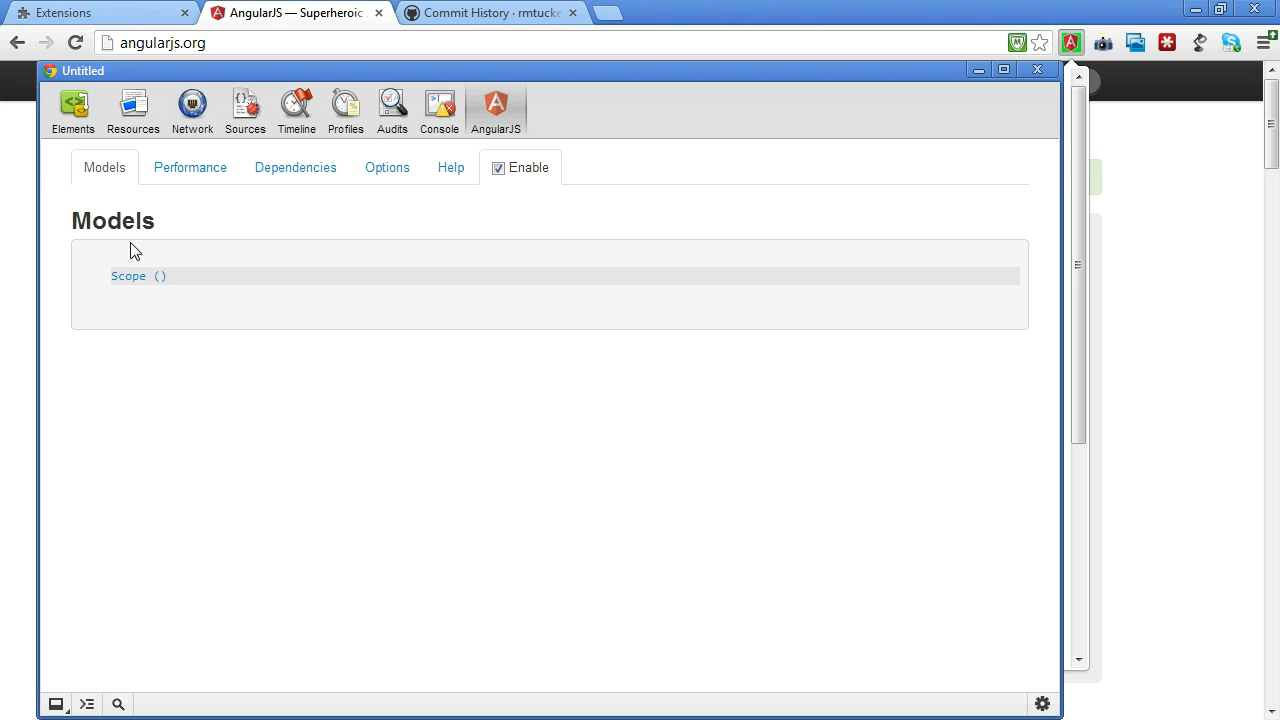 Extensions
AngularJS — Superheroic
Commit History · rmtucke
angularjs.org
Untitled
Elements
Resources
Network
Sources
Timeline
Profiles
Audits
Console
AngularJS
Models
Performance
Dependencies
Options
Help
Enable
Models
Scope ()